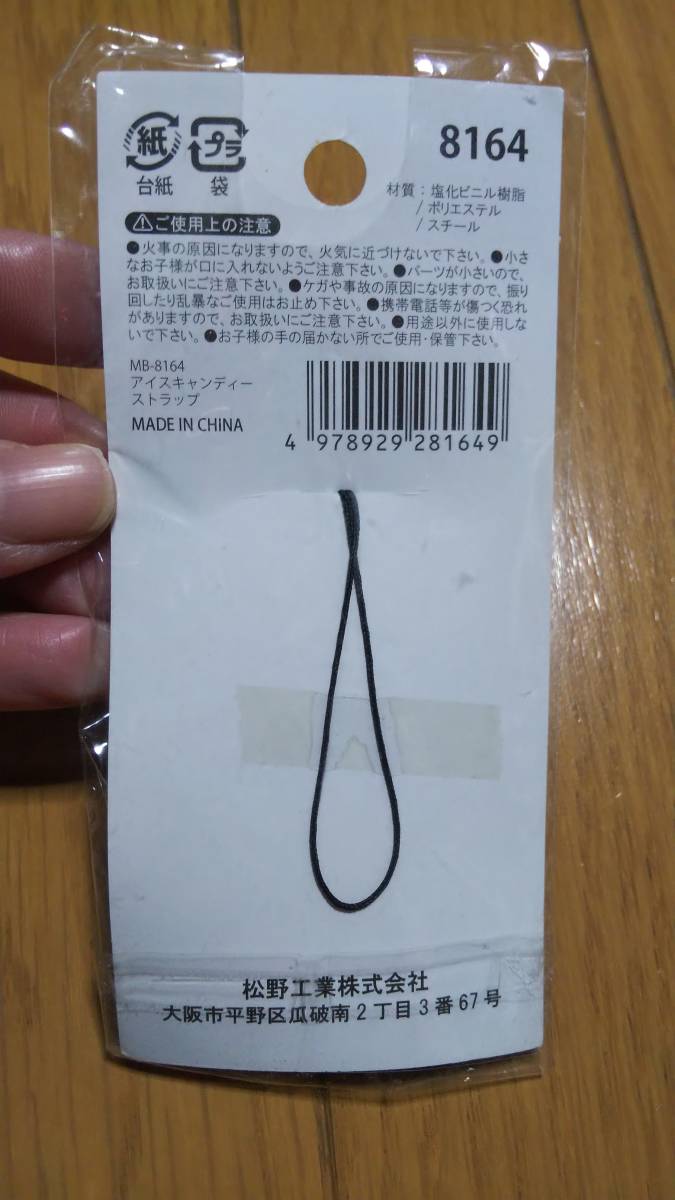 紙 プラ
台紙 袋
8164
材質：塩化ビニル樹脂
/ ポリエステル
/ スチール
ご使用上の注意
●火事の原因になりますので、火気に近づけないで下さい。●小さ
なお子様が口に入れないようご注意下さい。●パーツが小さいので、
お取扱いにご注意下さい。●ケガや事故の原因になりますので、振り
回したり乱暴なご使用はお止め下さい。●携帯電話等が傷つく恐れ
がありますので、お取扱いにご注意下さい。●用途以外に使用しな
いで下さい。●お子様の手の届かない所でご使用・保管下さい。
MB-8164
アイスキャンディー
ストラップ
MADE IN CHINA
4 978929 281649
松野工業株式会社
大阪市平野区瓜破南2丁目3番67号